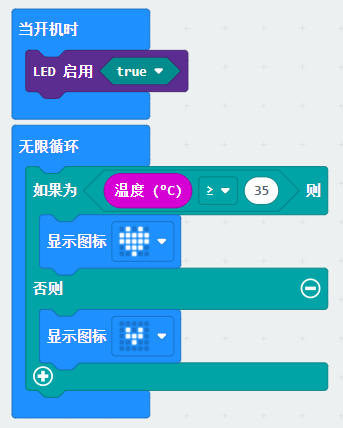 当开机时
LED 启用 true
无限循环
如果为 温度 (°C) ≥ 35 则
显示图标
否则
显示图标